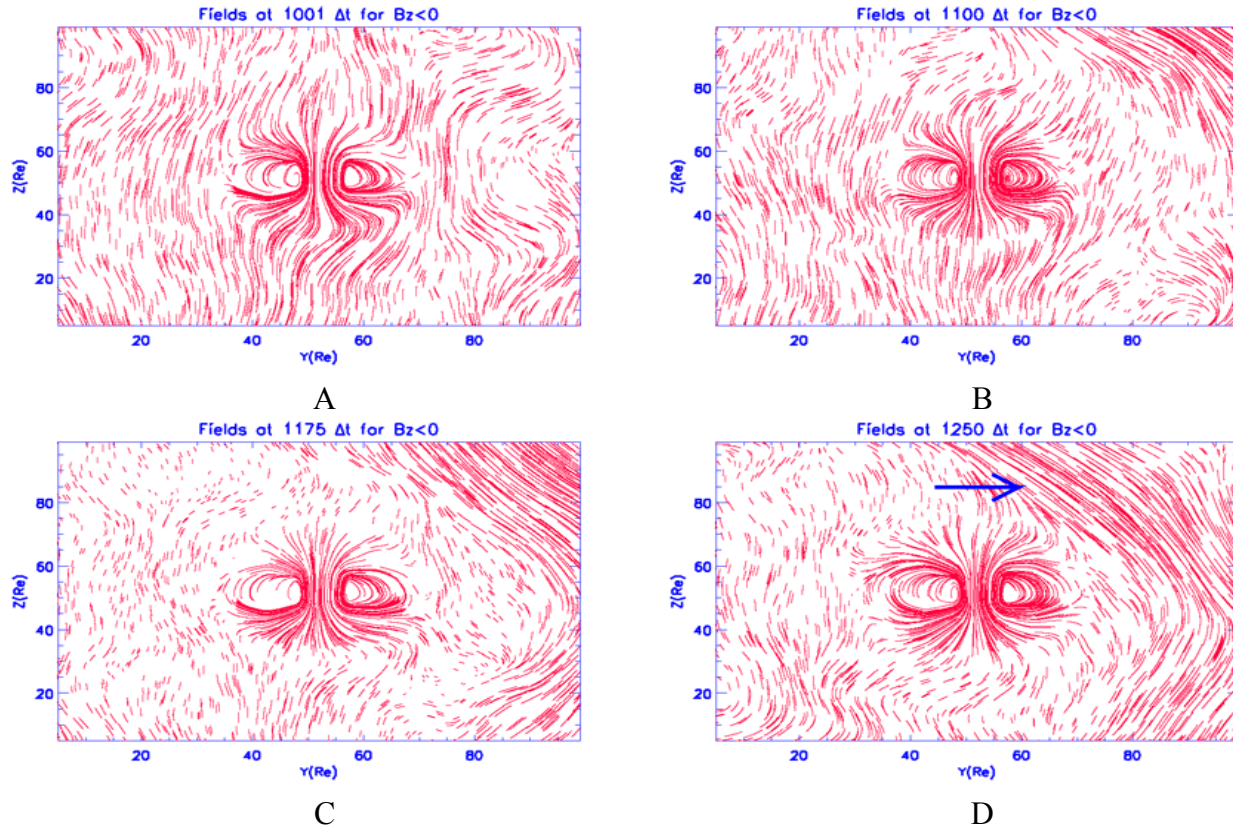 Fields at 1001 Δt for Bz<0
Fields at 1100 Δt for Bz<0
80
60
40
20
Z(Re)
20 40 60 80
Y(Re)
80
60
40
20
Z(Re)
20 40 60 80
Y(Re)
A
B
Fields at 1175 Δt for Bz<0
Fields at 1250 Δt for Bz<0
80
60
40
20
Z(Re)
20 40 60 80
Y(Re)
80
60
40
20
Z(Re)
20 40 60 80
Y(Re)
C
D